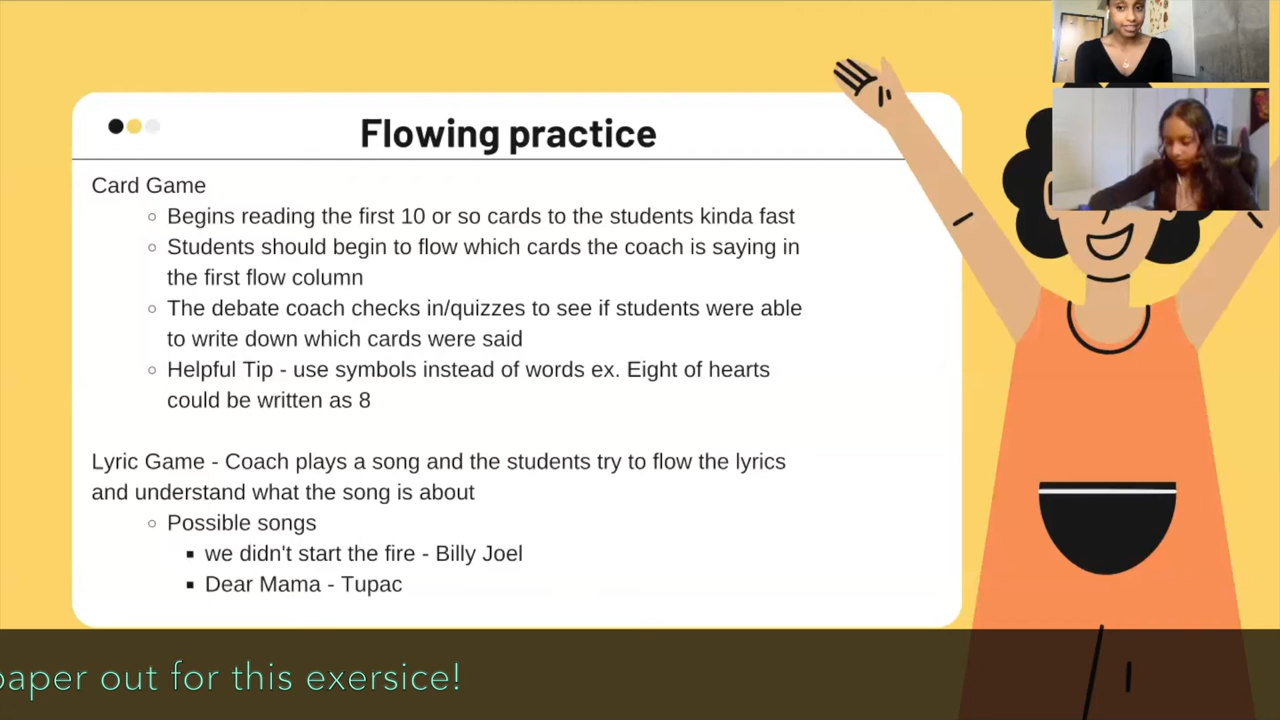 Flowing practice
Card Game
Begins reading the first 10 or so cards to the students kinda fast
Students should begin to flow which cards the coach is saying in
the first flow column
The debate coach checks in/quizzes to see if students were able
to write down which cards were said
Helpful Tip - use symbols instead of words ex. Eight of hearts
could be written as 8
Lyric Game - Coach plays a song and the students try to flow the lyrics
and understand what the song is about
Possible songs
we didn't start the fire - Billy Joel
Dear Mama - Tupac
paper out for this exersice!